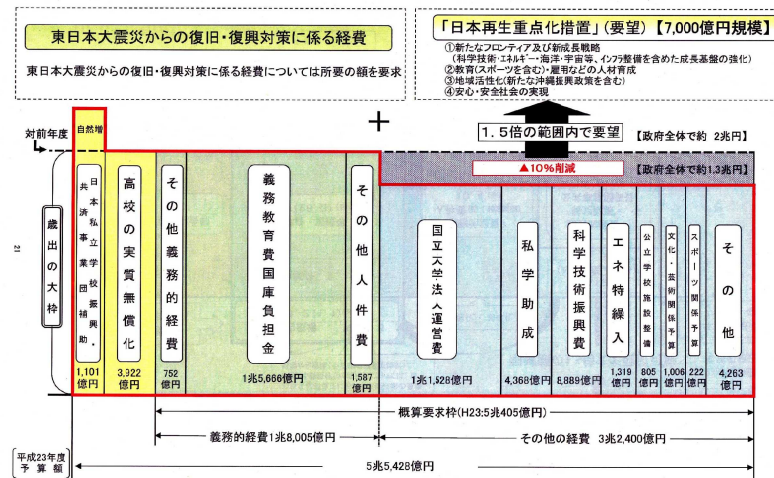 東日本大震災からの復旧・復興対策に係る経費
東日本大震災からの復旧・復興対策に係る経費については所要の額を要求
「日本再生重点化措置」(要望)【7,000億円規模】
①新たなフロンティア及び新成長戦略
(科学技術・エネルギー・海洋・宇宙等、インフラ整備を含めた成長基盤の強化)
②教育(スポーツを含む)・雇用などの人材育成
③地域活性化(新たな沖縄振興政策を含む)
④安心・安全社会の実現
+
1.5倍の範囲内で要望
【政府全体で約 2兆円】
対前年度
自然増
▲10%削減
【政府全体で約1.3兆円】
歳出の大枠
日本私立学校振興・共済事業団補助
1,101億円
高校の実質無償化
3,922億円
その他義務的経費
752億円
義務教育費国庫負担金
1兆5,666億円
その他人件費
1,587億円
国立大学法人運営費
1兆1,528億円
私学助成
4,368億円
科学技術振興費
8,889億円
エネ特繰入
1,319億円
公立学校施設整備
805億円
文化・芸術関係予算
1,006億円
スポーツ関係予算
222億円
その他
4,263億円
概算要求枠(H23:5兆405億円)
義務的経費1兆8,005億円
その他の経費 3兆2,400億円
平成23年度
予算額
5兆5,428億円
21